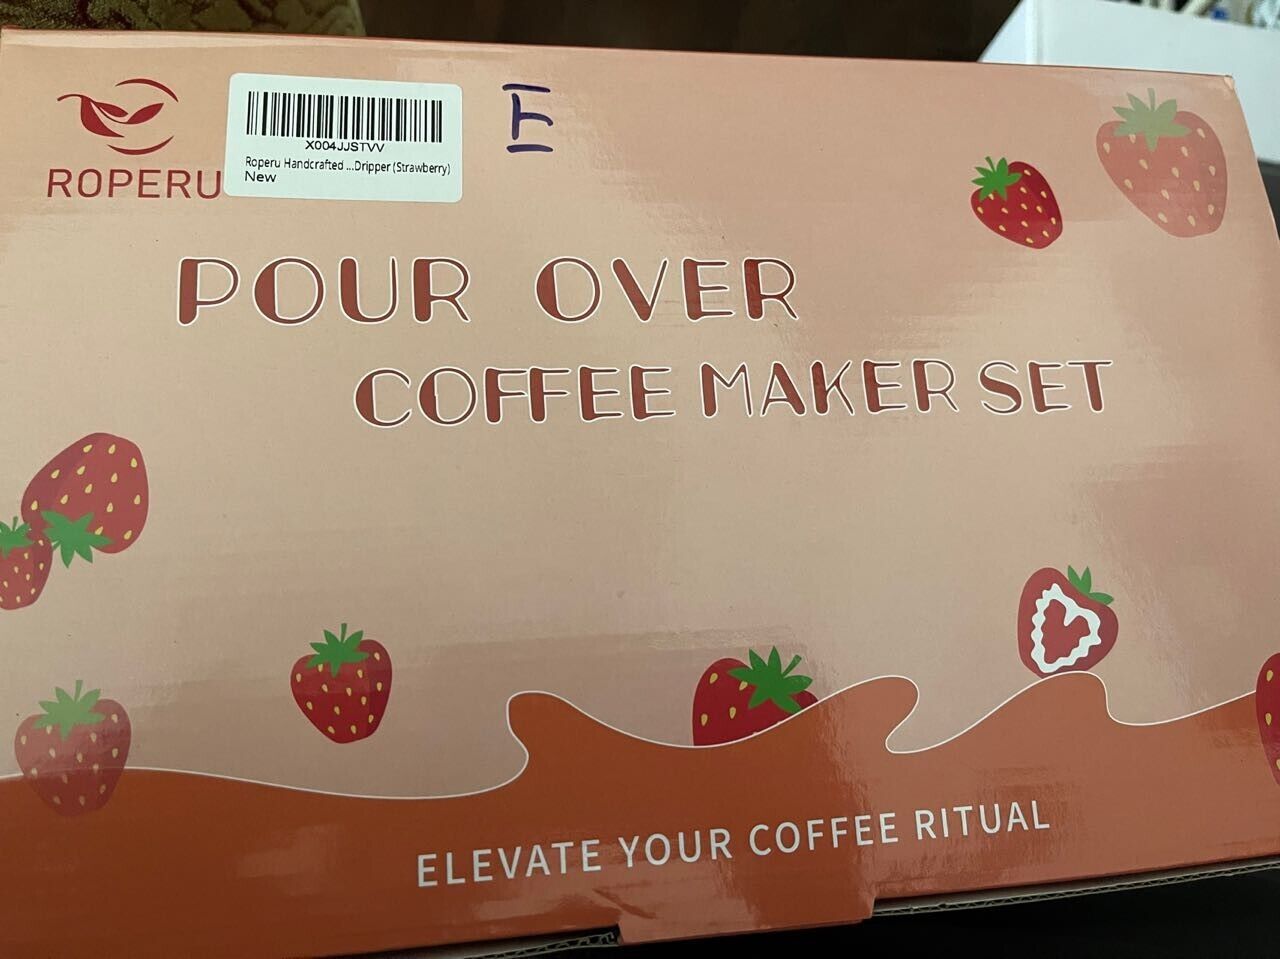 ROPERU
X004JJSTVV
Roperu Handcrafted ...Dripper (Strawberry)
New
E
POUR OVER
COFFEE MAKER SET
ELEVATE YOUR COFFEE RITUAL